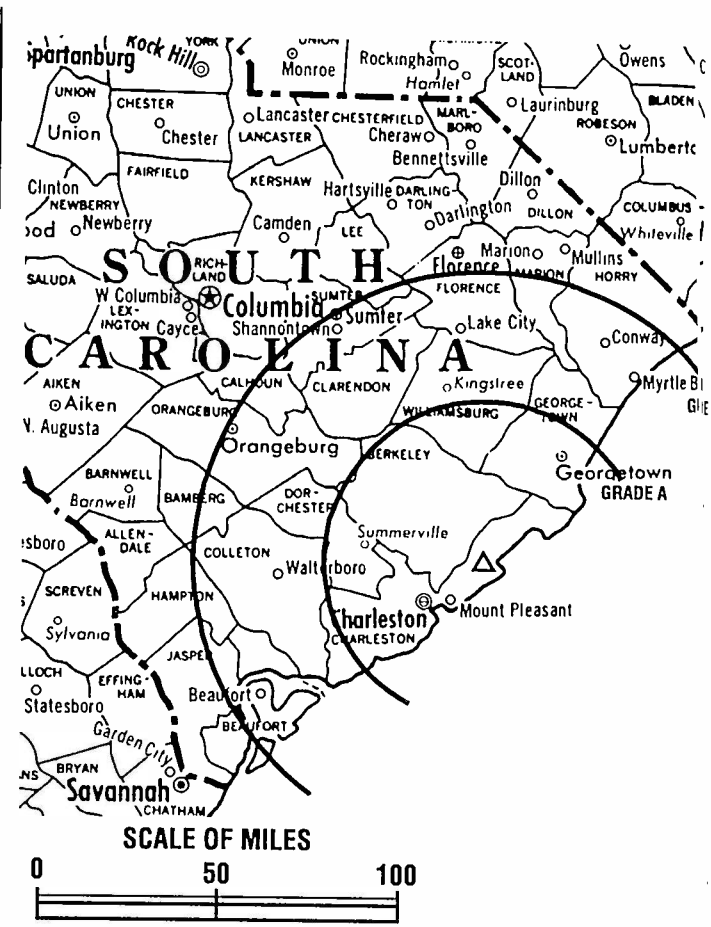 YORK
UNION
Spartanburg
Rock Hill
Monroe
Rockingham
Hamlet
SCOT-
LAND
Owens
UNION
Union
CHESTER
Chester
Lancaster
LANCASTER
CHESTERFIELD
Cheraw
MARL-
BORO
Bennettsville
Laurinburg
ROBESON
BLADEN
Lumberto
FAIRFIELD
KERSHAW
Hartsville
DARLING-
TON
Dillon
DILLON
Clinton
NEWBERRY
Newberry
ood
Camden
LEE
Darlington
COLUMBUS
Whiteville
SOUTH
RICH-
LAND
Florence
FLORENCE
Marion
MARION
Mullins
HORRY
SALUDA
W Columbia
LEX-
INGTON
Cayce
Columbia
SUMTER
Sumter
Shannontown
Lake City
Conway
CAROLINA
AIKEN
Aiken
N. Augusta
CALHOUN
CLARENDON
Kingstree
Myrtle B
ORANGEBURG
Orangeburg
WILLIAMSBURG
GEORGE-
TOWN
BERKELEY
Georgetown
GRADE A
BARNWELL
Barnwell
BAMBERG
DOR-
CHESTER
Summerville
esboro
ALLEN-
DALE
COLLETON
Walterboro
SCREVEN
Sylvania
HAMPTON
Charleston
CHARLESTON
Mount Pleasant
JASPER
LLOCH
Statesboro
EFFING-
HAM
Beaufort
BEAUFORT
Garden City
NS
BRYAN
Savannah
CHATHAM
SCALE OF MILES
0 50 100